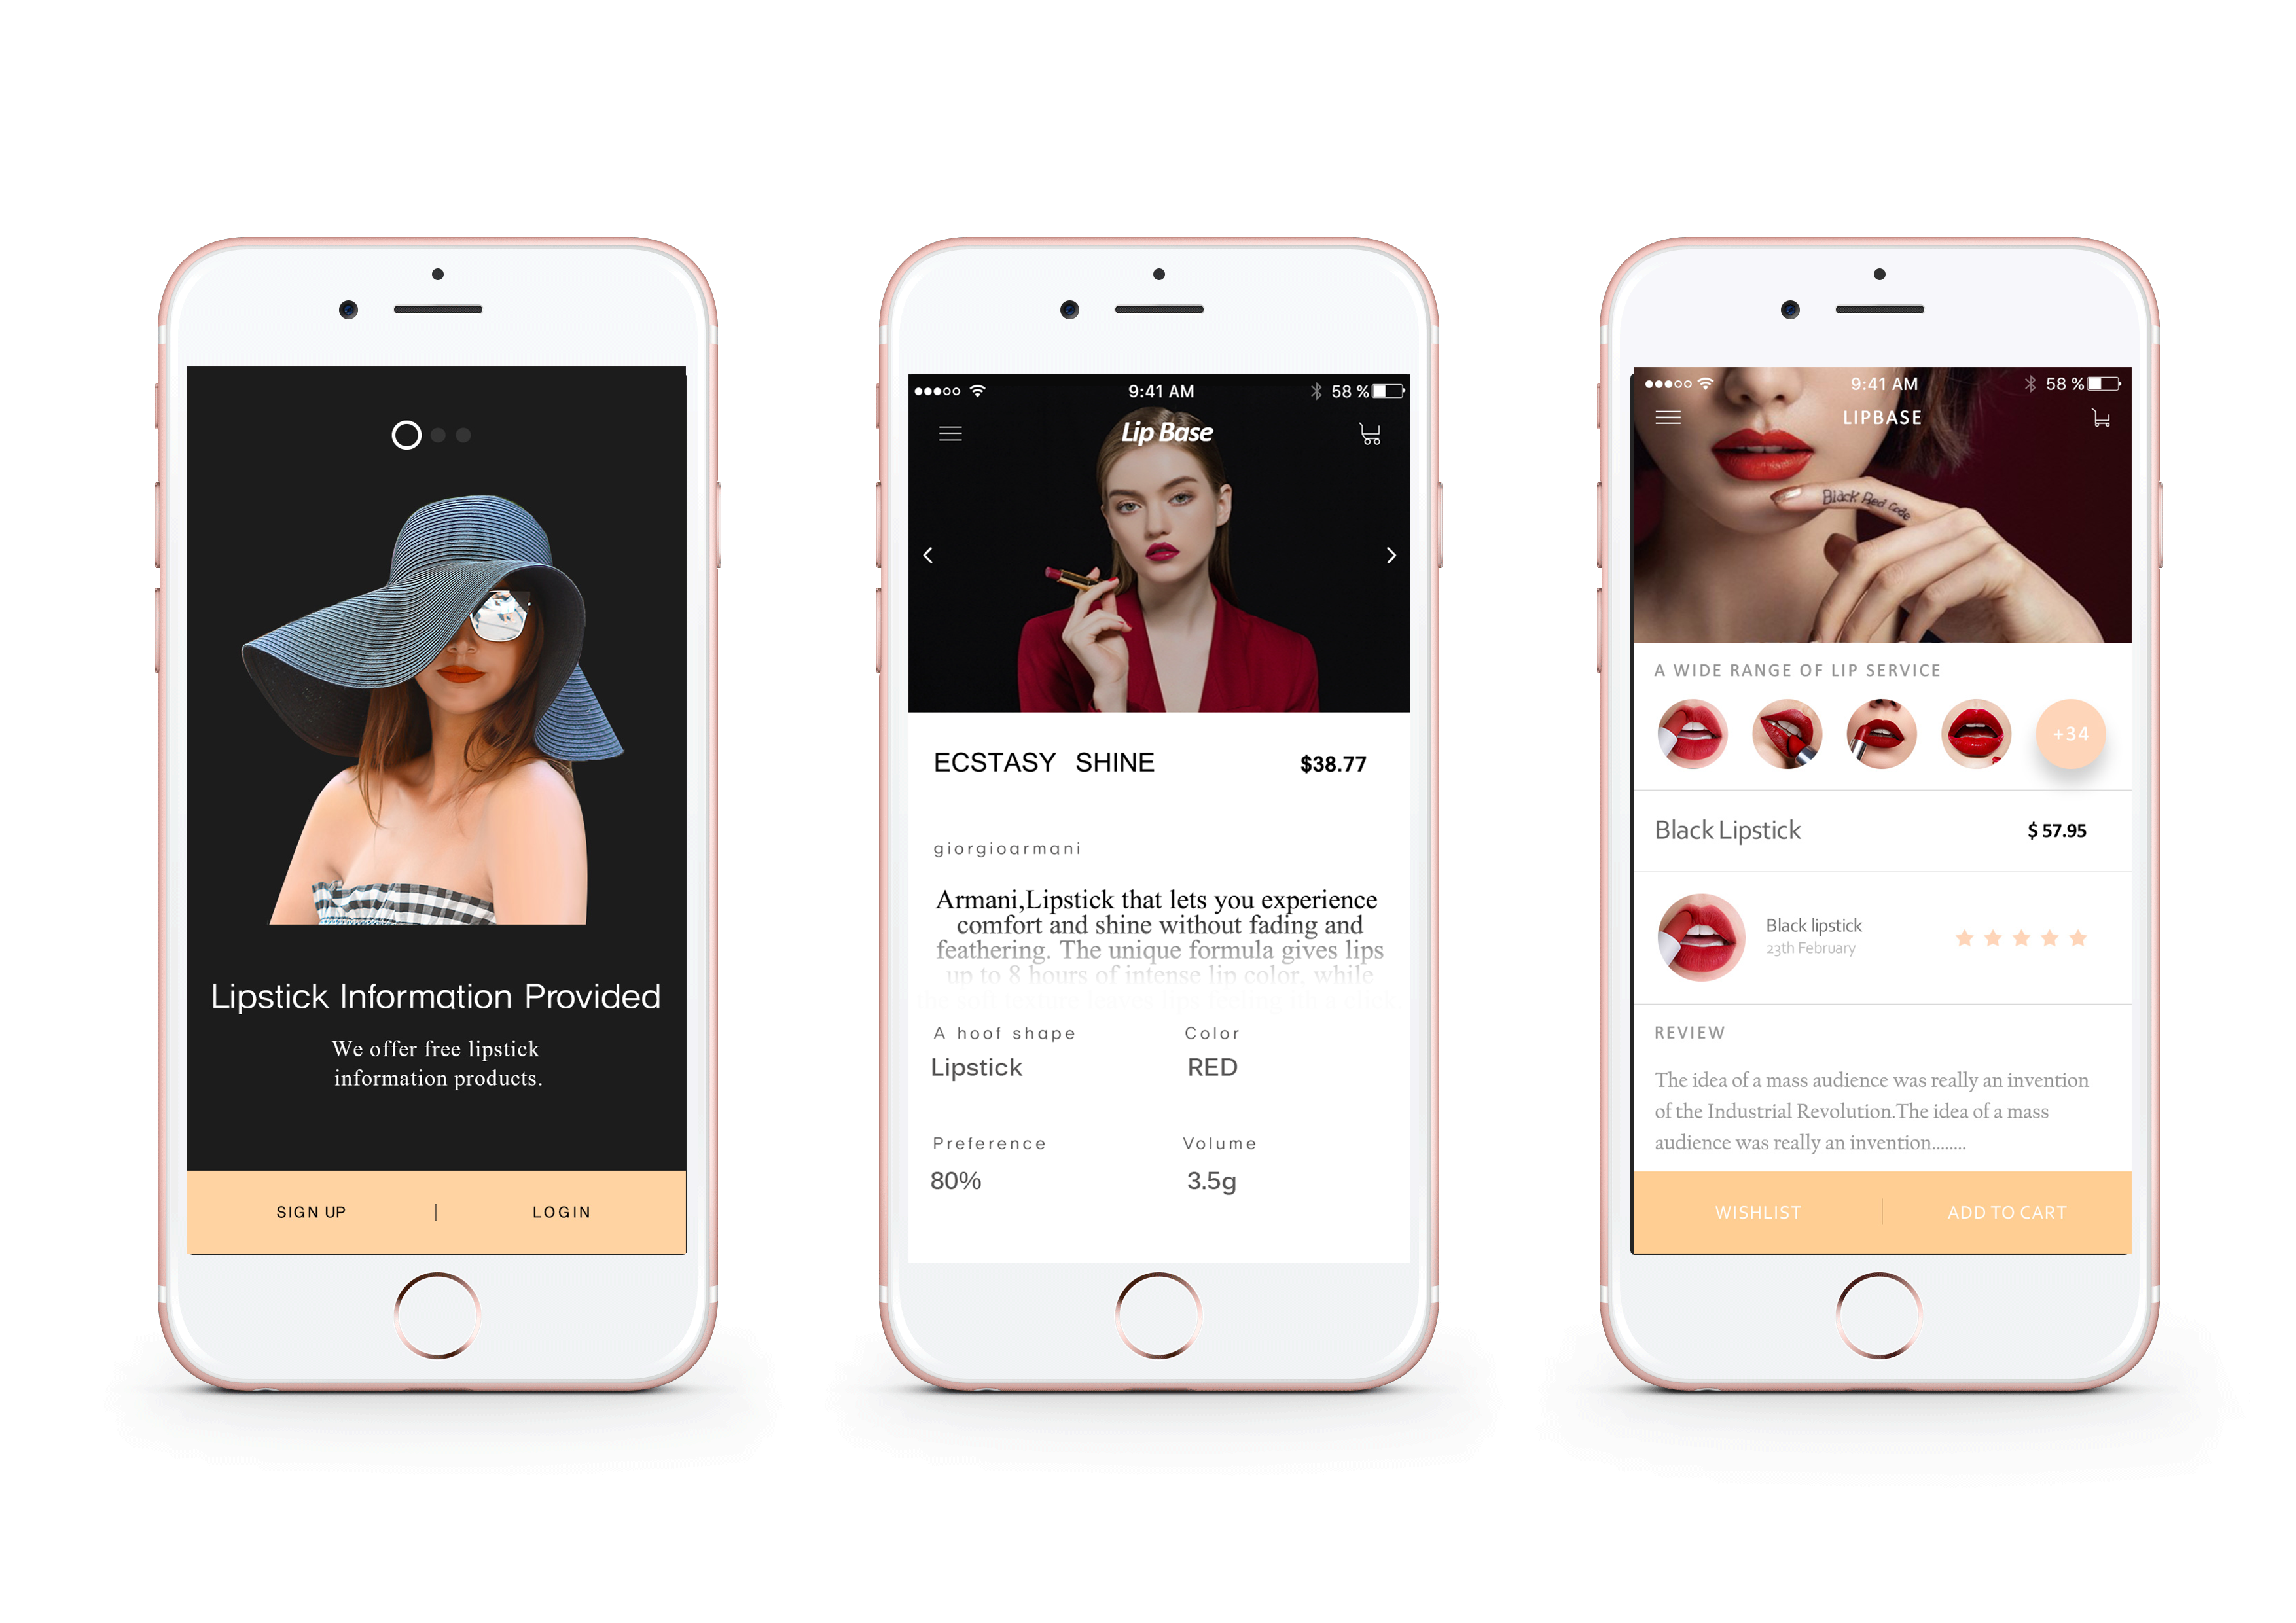 Lipstick Information Provided
We offer free lipstick
information products.
SIGN UP | LOGIN
9:41 AM 58 %
Lip Base
ECSTASY SHINE $38.77
giorgioarmani
Armani,Lipstick that lets you experience
comfort and shine without fading and
feathering. The unique formula gives lips
up to 8 hours of intense lip color, while
A hoof shape Color
Lipstick RED
Preference Volume
80% 3.5g
9:41 AM 58 %
LIPBASE
Black Red Code
A WIDE RANGE OF LIP SERVICE
+34
Black Lipstick $ 57.95
Black lipstick
23th February
REVIEW
The idea of a mass audience was really an invention
of the Industrial Revolution.The idea of a mass
audience was really an invention........
WISHLIST | ADD TO CART